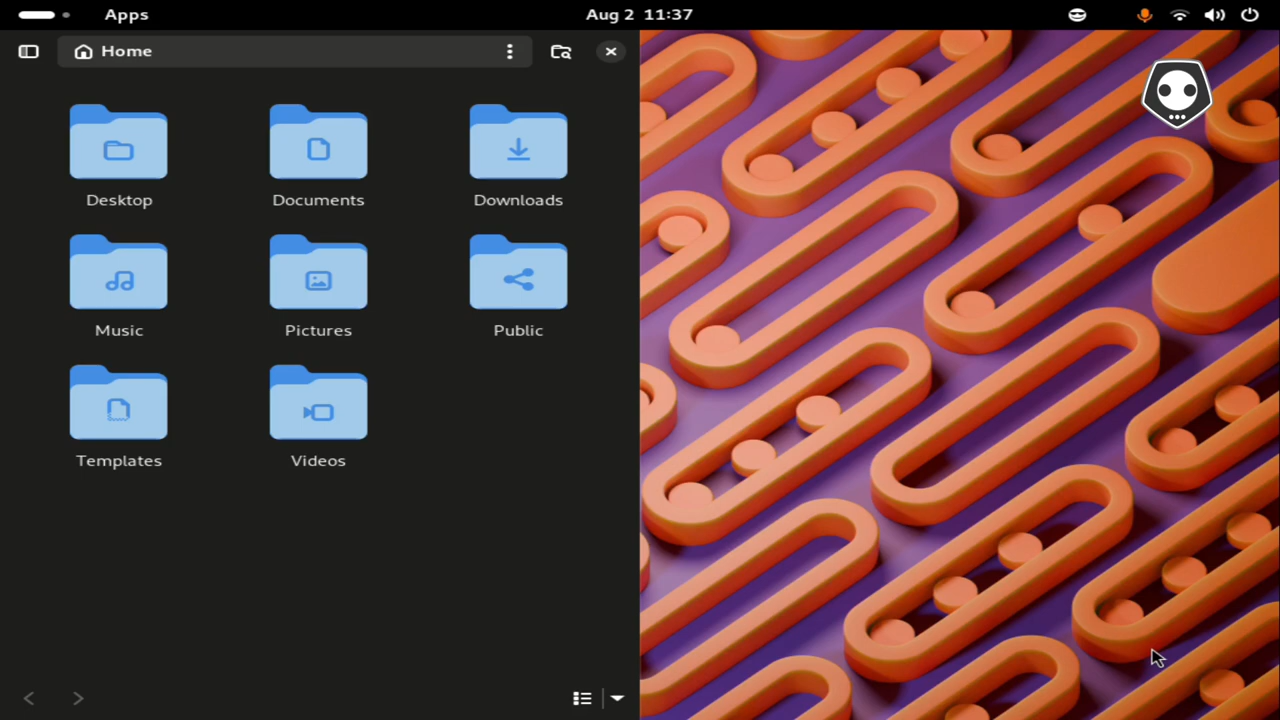 Apps
Aug 2 11:37
Home
Desktop
Documents
Downloads
Music
Pictures
Public
Templates
Videos